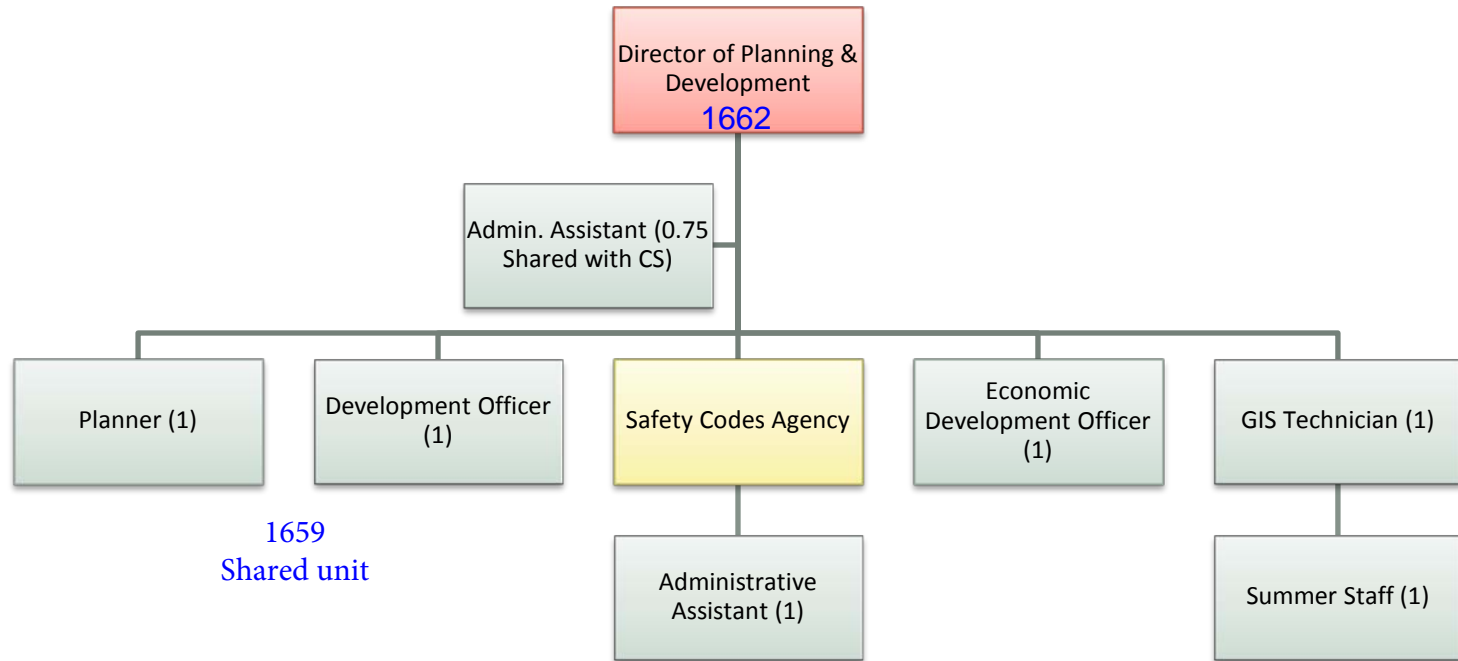 Director of Planning &
Development
1662
Admin. Assistant (0.75
Shared with CS)
Planner (1)
Development Officer
(1)
Safety Codes Agency
Economic
Development Officer
(1)
GIS Technician (1)
1659
Shared unit
Administrative
Assistant (1)
Summer Staff (1)